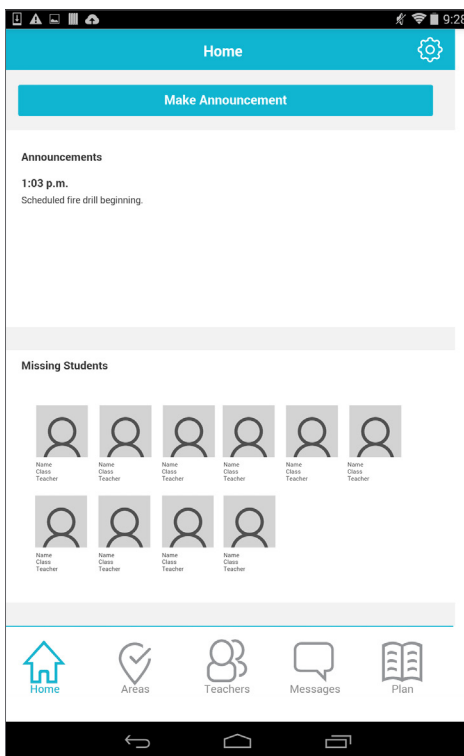 9:28
Home
Make Announcement
Announcements
1:03 p.m.
Scheduled fire drill beginning.
Missing Students
Name Name Name Name Name Name
Class Class Class Class Class Class
Teacher Teacher Teacher Teacher Teacher Teacher
Name Name Name Name
Class Class Class Class
Teacher Teacher Teacher Teacher
Home Areas Teachers Messages Plan